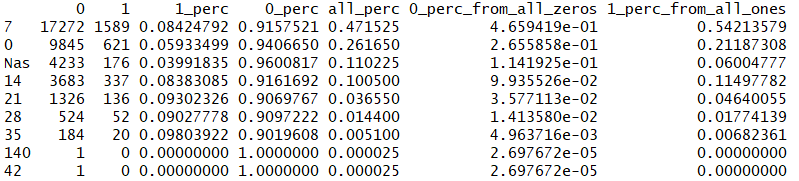 0 1 1_perc 0_perc all_perc 0_perc_from_all_zeros 1_perc_from_all_ones
7 17272 1589 0.08424792 0.9157521 0.471525 4.659419e-01 0.54213579
0 9845 621 0.05933499 0.9406650 0.261650 2.655858e-01 0.21187308
Nas 4233 176 0.03991835 0.9600817 0.110225 1.141925e-01 0.06004777
14 3683 337 0.08383085 0.9161692 0.100500 9.935526e-02 0.11497782
21 1326 136 0.09302326 0.9069767 0.036550 3.577113e-02 0.04640055
28 524 52 0.09027778 0.9097222 0.014400 1.413580e-02 0.01774139
35 184 20 0.09803922 0.9019608 0.005100 4.963716e-03 0.00682361
140 1 0 0.00000000 1.0000000 0.000025 2.697672e-05 0.00000000
42 1 0 0.00000000 1.0000000 0.000025 2.697672e-05 0.00000000